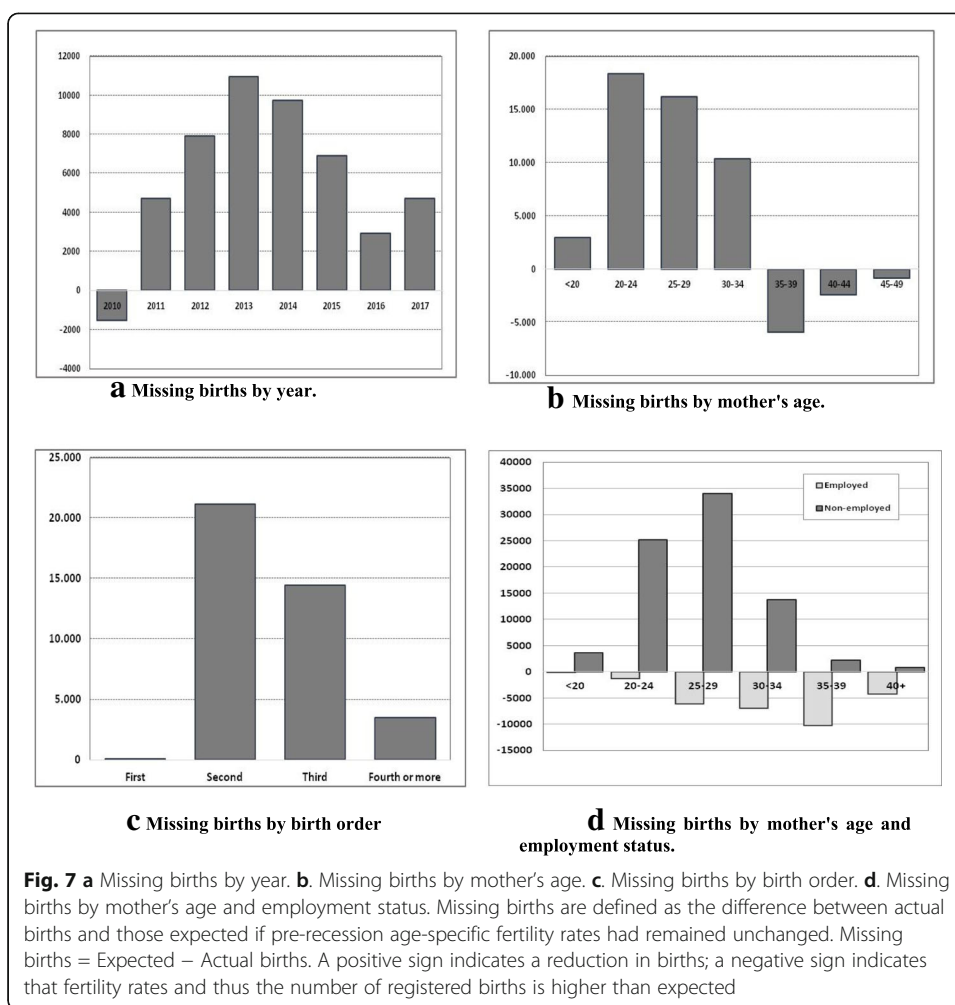 12000
10000
8000
6000
4000
2000
0
-2000
-4000
2010 2011 2012 2013 2014 2015 2016 2017
a Missing births by year.
20.000
15.000
10.000
5.000
0
-5.000
-10.000
<20 20-24 25-29 30-34 35-39 40-44 45-49
b Missing births by mother's age.
25.000
20.000
15.000
10.000
5.000
0
First Second Third Fourth or more
c Missing births by birth order
40000
35000
30000
25000
20000
15000
10000
5000
0
-5000
-10000
-15000
Employed
Non-employed
<20 20-24 25-29 30-34 35-39 40+
d Missing births by mother's age and
employment status.
Fig. 7 a Missing births by year. b. Missing births by mother's age. c. Missing births by birth order. d. Missing
births by mother's age and employment status. Missing births are defined as the difference between actual
births and those expected if pre-recession age-specific fertility rates had remained unchanged. Missing
births = Expected − Actual births. A positive sign indicates a reduction in births; a negative sign indicates
that fertility rates and thus the number of registered births is higher than expected